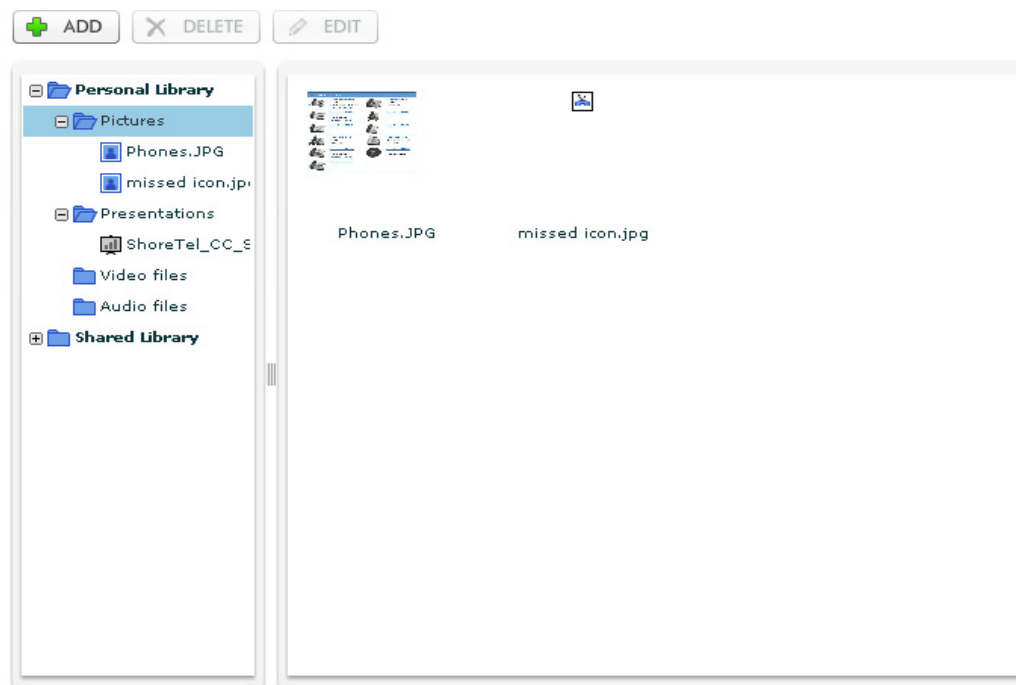 ADD DELETE EDIT
Personal Library
Pictures
Phones.JPG
missed icon.jp
Presentations
ShoreTel_CC_S
Video files
Audio files
Shared Library
Phones.JPG missed icon.jpg